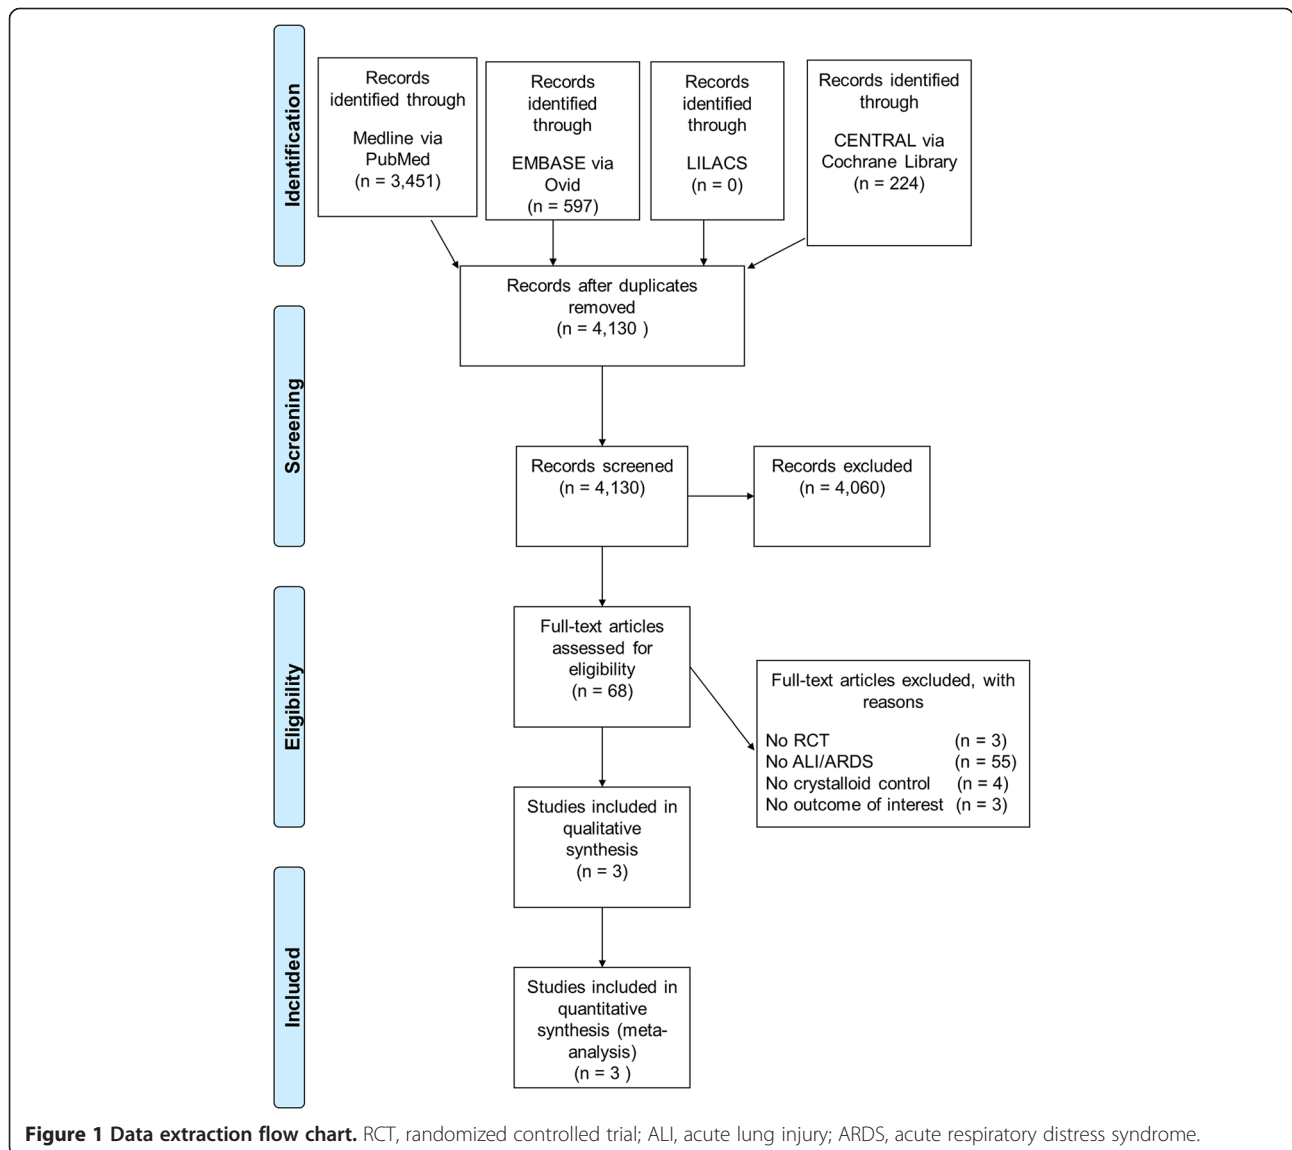 Identification
Records
identified through
Medline via
PubMed
(n = 3,451)
Records
identified
through
EMBASE via
Ovid
(n = 597)
Records
identified
through
LILACS
(n = 0)
Records identified
through
CENTRAL via
Cochrane Library
(n = 224)
Records after duplicates
removed
(n = 4,130 )
Screening
Records screened
(n = 4,130)
Records excluded
(n = 4,060)
Eligibility
Full-text articles
assessed for
eligibility
(n = 68)
Full-text articles excluded, with
reasons
No RCT (n = 3)
No ALI/ARDS (n = 55)
No crystalloid control (n = 4)
No outcome of interest (n = 3)
Studies included in
qualitative
synthesis
(n = 3)
Included
Studies included in
quantitative
synthesis (meta-
analysis)
(n = 3 )
Figure 1 Data extraction flow chart. RCT, randomized controlled trial; ALI, acute lung injury; ARDS, acute respiratory distress syndrome.